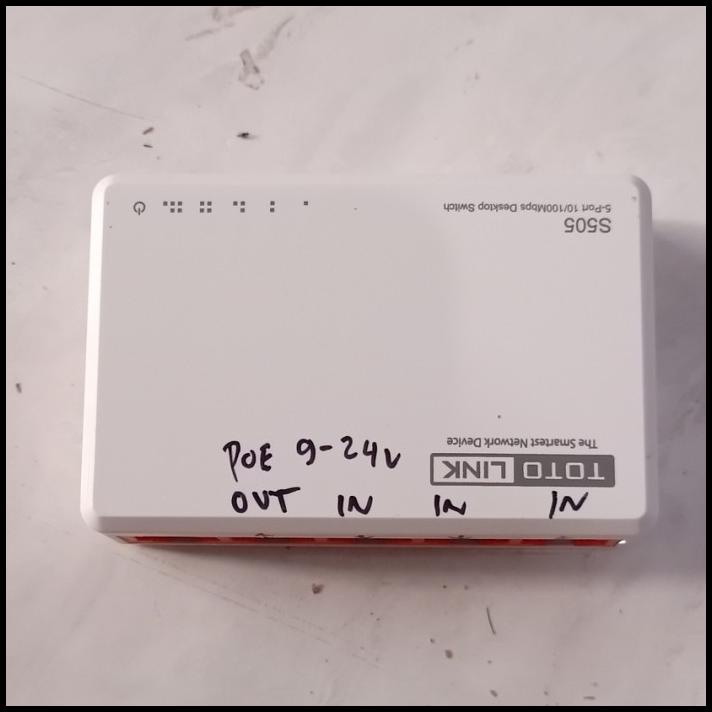 S505
5-Port 10/100Mbps Desktop Switch
POE 9-24V
OUT IN IN IN
TOTO LINK
The Smartest Network Device